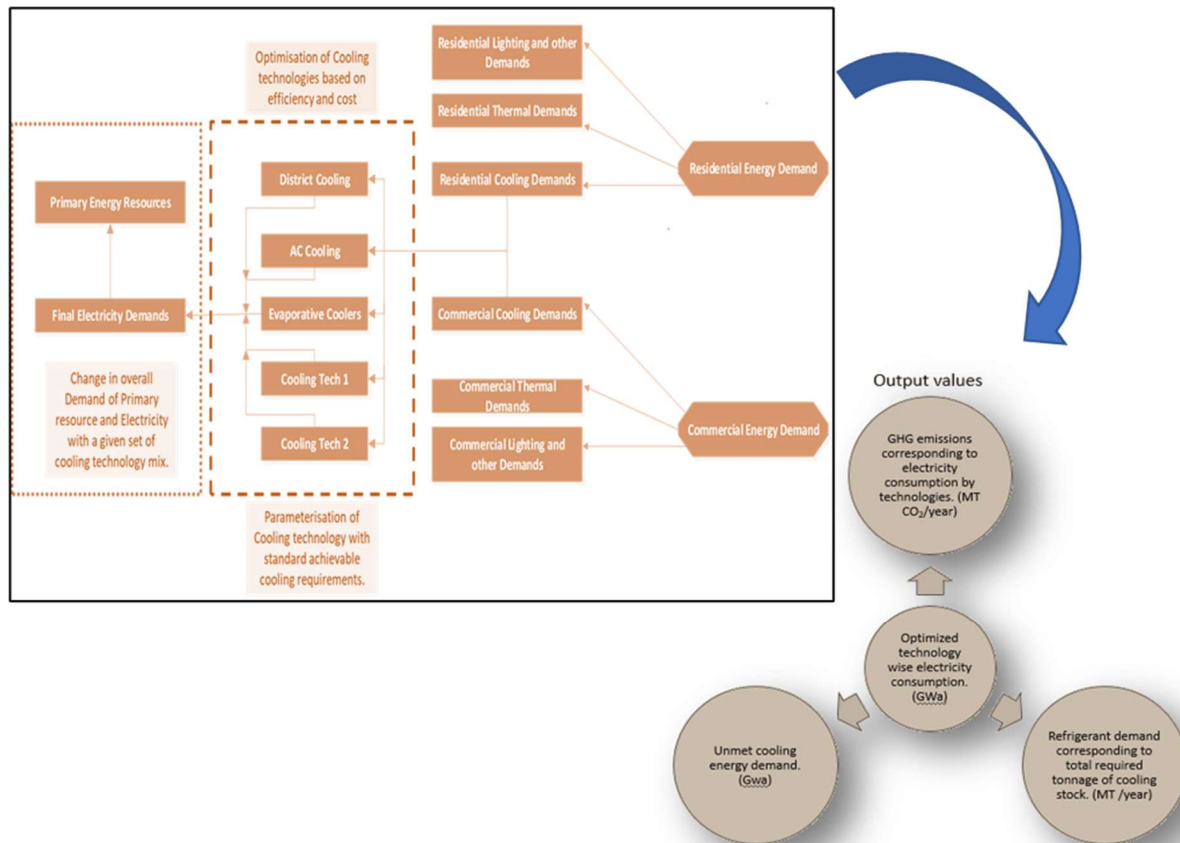 Optimisation of Cooling
technologies based on
efficiency and cost
Residential Lighting and other
Demands
Residential Thermal Demands
Residential Energy Demand
District Cooling
Residential Cooling Demands
Primary Energy Resources
AC Cooling
Final Electricity Demands
Evaporative Coolers
Commercial Cooling Demands
Change in overall
Demand of Primary
resource and Electricity
with a given set of
cooling technology mix.
Cooling Tech 1
Commercial Thermal
Demands
Commercial Energy Demand
Cooling Tech 2
Commercial Lighting and
other Demands
Parameterisation of
Cooling technology with
standard achievable
cooling requirements.
Output values
GHG emissions
corresponding to
electricity
consumption by
technologies. (MT
CO₂/year)
Optimized
technology
wise electricity
consumption.
(GWa)
Unmet cooling
energy demand.
(Gwa)
Refrigerant demand
corresponding to
total required
tonnage of cooling
stock. (MT /year)